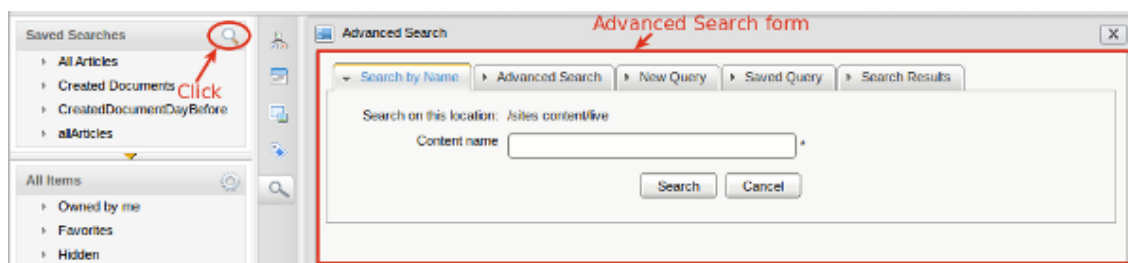 Saved Searches
All Articles
Created Documents
CreatedDocumentDayBefore
allArticles
Click
All Items
Owned by me
Favorites
Hidden
Advanced Search form
Advanced Search
X
Search by Name
Advanced Search
New Query
Saved Query
Search Results
Search on this location: /sites content/live
Content name *
Search
Cancel